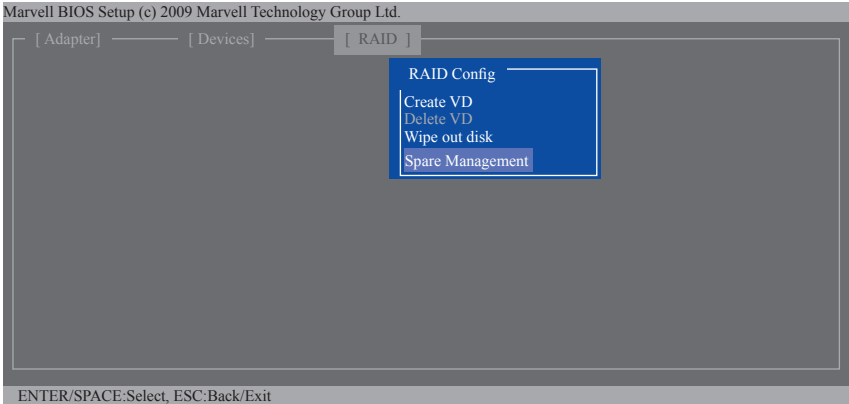 Marvell BIOS Setup (c) 2009 Marvell Technology Group Ltd.
[ Adapter] [ Devices] [ RAID ]
RAID Config
Create VD
Delete VD
Wipe out disk
Spare Management
ENTER/SPACE:Select, ESC:Back/Exit